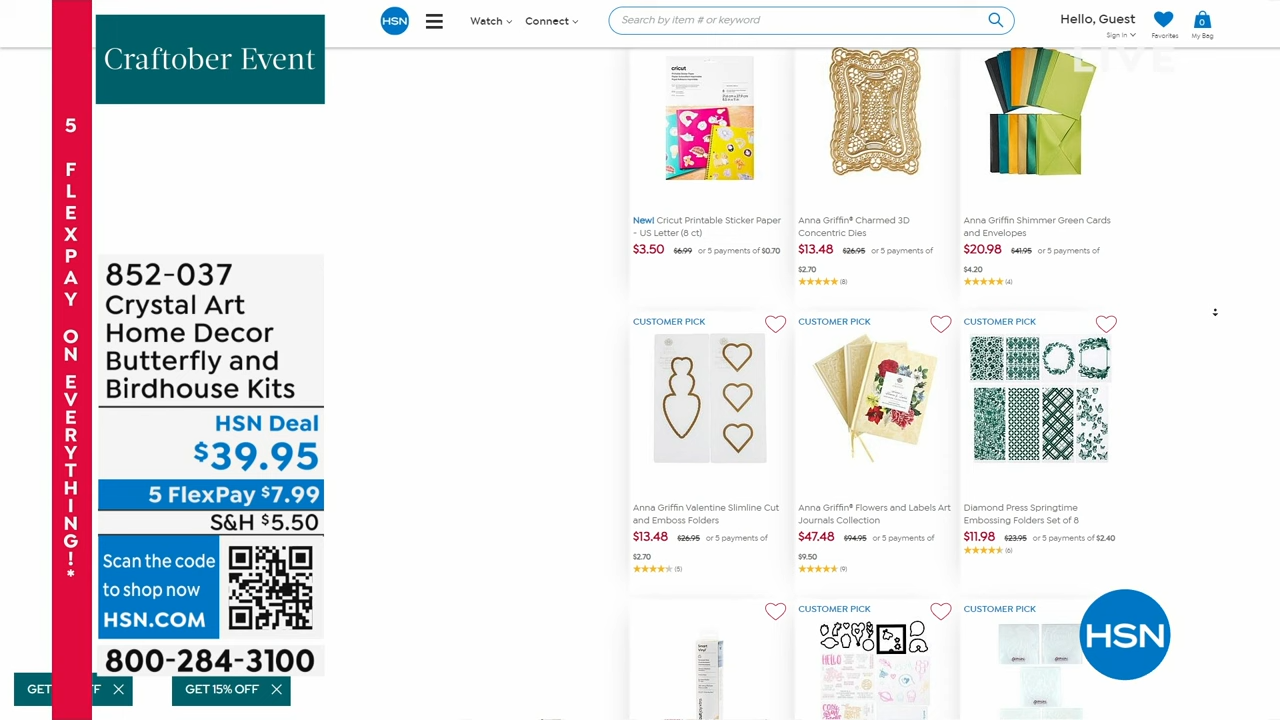 5 FLEXPAY ON EVERYTHING!*
Craftober Event
852-037
Crystal Art
Home Decor
Butterfly and
Birdhouse Kits
HSN Deal
$39.95
5 FlexPay $7.99
S&H $5.50
Scan the code
to shop now
HSN.COM
800-284-3100
GET 15% OFF
HSN
Watch
Connect
Search by item # or keyword
Hello, Guest
Sign In
Favorites
0
My Bag
LIVE
cricut
New! Cricut Printable Sticker Paper
- US Letter (8 ct)
$3.50 $6.99 or 5 payments of $0.70
Anna Griffin® Charmed 3D
Concentric Dies
$13.48 $26.95 or 5 payments of
$2.70
(8)
Anna Griffin Shimmer Green Cards
and Envelopes
$20.98 $41.95 or 5 payments of
$4.20
(4)
CUSTOMER PICK
Anna Griffin Valentine Slimline Cut
and Emboss Folders
$13.48 $26.95 or 5 payments of
$2.70
(5)
CUSTOMER PICK
Anna Griffin® Flowers and Labels Art
Journals Collection
$47.48 $94.95 or 5 payments of
$9.50
(9)
CUSTOMER PICK
Diamond Press Springtime
Embossing Folders Set of 8
$11.98 $23.95 or 5 payments of $2.40
(6)
CUSTOMER PICK
HELLO
CUSTOMER PICK
HSN